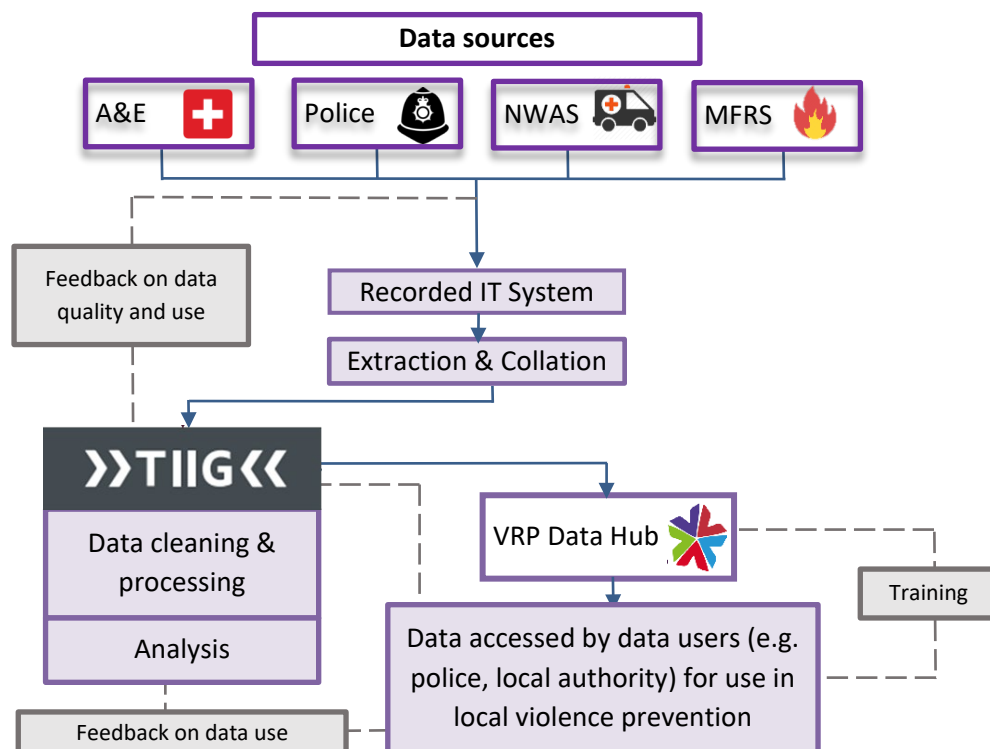 Data sources
A&E
Police
NWAS
MFRS
Feedback on data
quality and use
Recorded IT System
Extraction & Collation
TIIG
Data cleaning &
processing
Analysis
VRP Data Hub
Training
Data accessed by data users (e.g.
police, local authority) for use in
local violence prevention
Feedback on data use